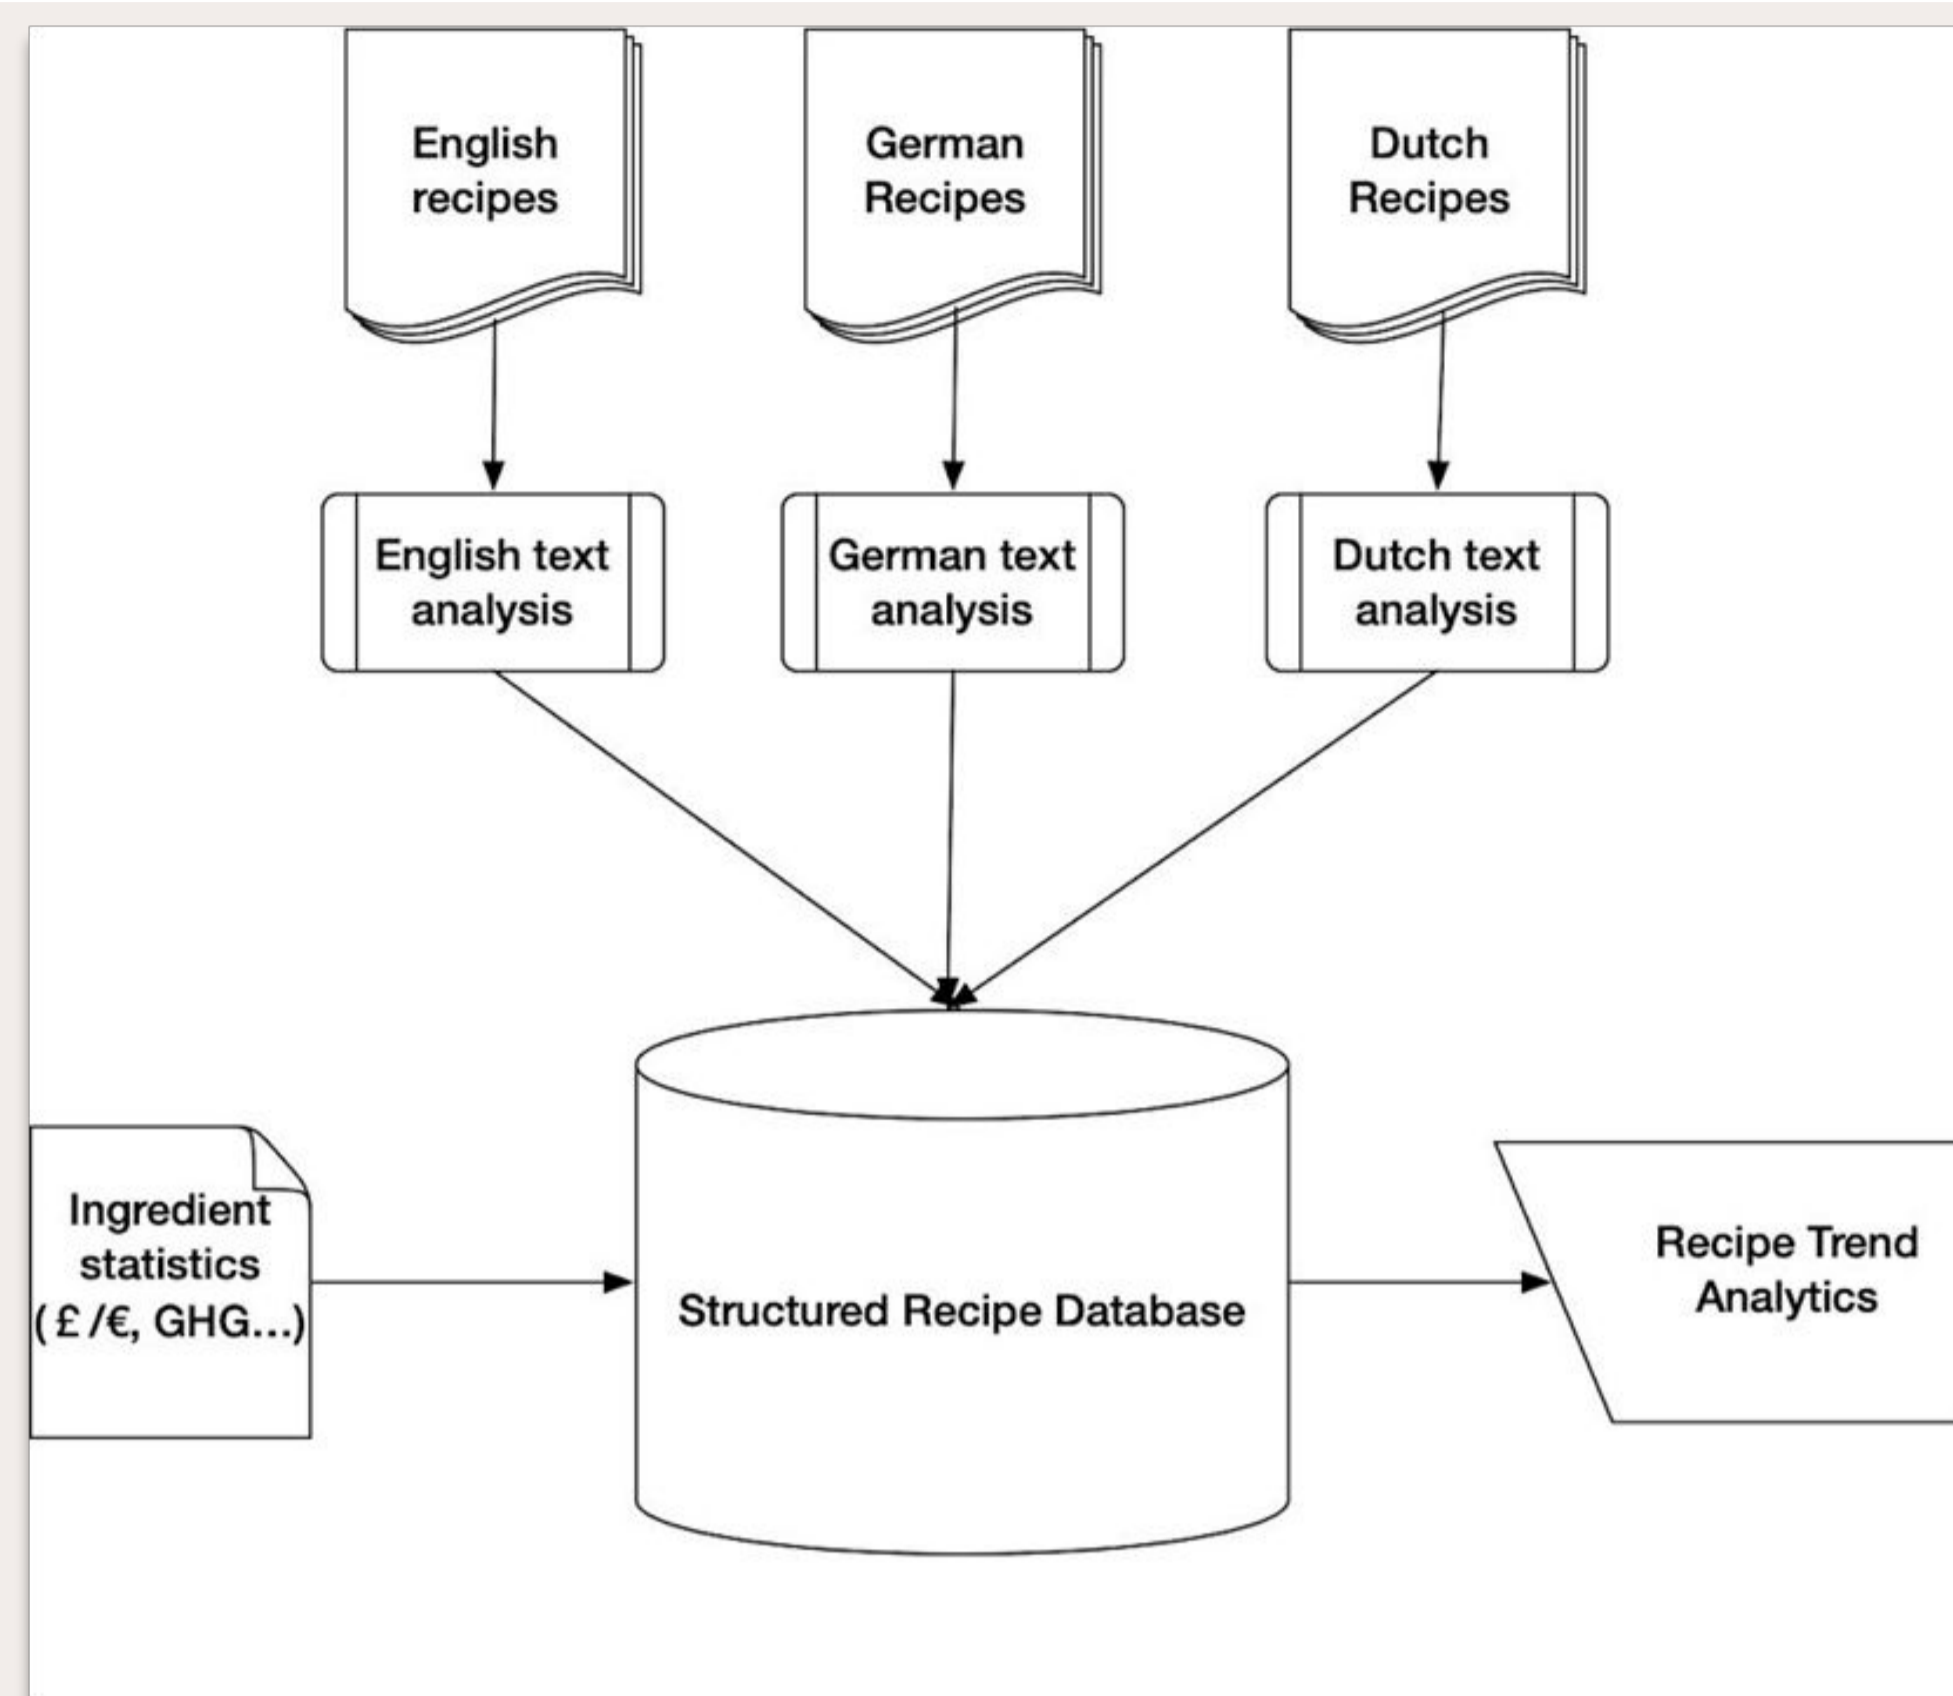 English
recipes
German
Recipes
Dutch
Recipes
English text
analysis
German text
analysis
Dutch text
analysis
Ingredient
statistics
(£/€, GHG...)
Structured Recipe Database
Recipe Trend
Analytics